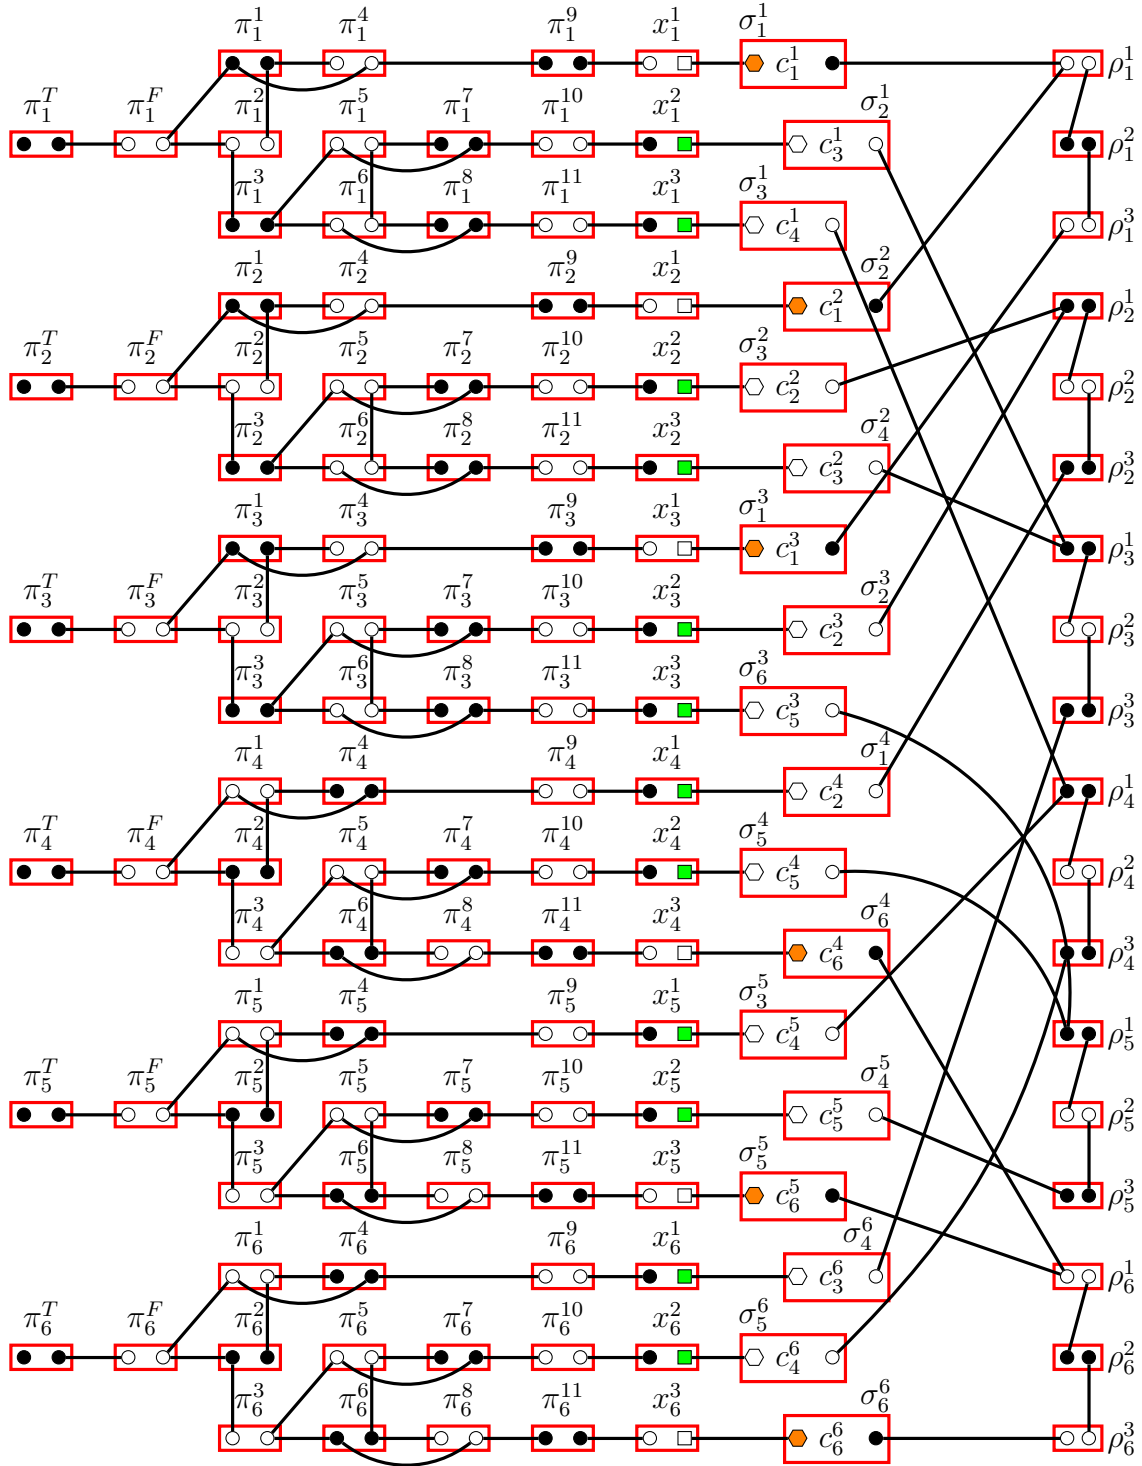 π_1^1 π_1^4 π_1^9 x_1^1 σ_1^1
c_1^1 ρ_1^1
π_1^T π_1^F π_1^2 π_1^5 π_1^7 π_1^10 x_1^2 σ_2^1
c_3^1 ρ_1^2
π_1^3 π_1^6 π_1^8 π_1^11 x_1^3 σ_3^1
c_4^1 ρ_1^3
π_2^1 π_2^4 π_2^9 x_2^1 σ_2^2
c_1^2 ρ_2^1
π_2^T π_2^F π_2^2 π_2^5 π_2^7 π_2^10 x_2^2 σ_3^2
c_2^2 ρ_2^2
π_2^3 π_2^6 π_2^8 π_2^11 x_2^3 σ_4^2
c_3^2 ρ_2^3
π_3^1 π_3^4 π_3^9 x_3^1 σ_1^3
c_1^3 ρ_3^1
π_3^T π_3^F π_3^2 π_3^5 π_3^7 π_3^10 x_3^2 σ_2^3
c_2^3 ρ_3^2
π_3^3 π_3^6 π_3^8 π_3^11 x_3^3 σ_6^3
c_5^3 ρ_3^3
π_4^1 π_4^4 π_4^9 x_4^1 σ_1^4
c_2^4 ρ_4^1
π_4^T π_4^F π_4^2 π_4^5 π_4^7 π_4^10 x_4^2 σ_5^4
c_5^4 ρ_4^2
π_4^3 π_4^6 π_4^8 π_4^11 x_4^3 σ_6^4
c_6^4 ρ_4^3
π_5^1 π_5^4 π_5^9 x_5^1 σ_3^5
c_4^5 ρ_5^1
π_5^T π_5^F π_5^2 π_5^5 π_5^7 π_5^10 x_5^2 σ_4^5
c_5^5 ρ_5^2
π_5^3 π_5^6 π_5^8 π_5^11 x_5^3 σ_5^5
c_6^5 ρ_5^3
π_6^1 π_6^4 π_6^9 x_6^1 σ_4^6
c_3^6 ρ_6^1
π_6^T π_6^F π_6^2 π_6^5 π_6^7 π_6^10 x_6^2 σ_5^6
c_4^6 ρ_6^2
π_6^3 π_6^6 π_6^8 π_6^11 x_6^3 σ_6^6
c_6^6 ρ_6^3